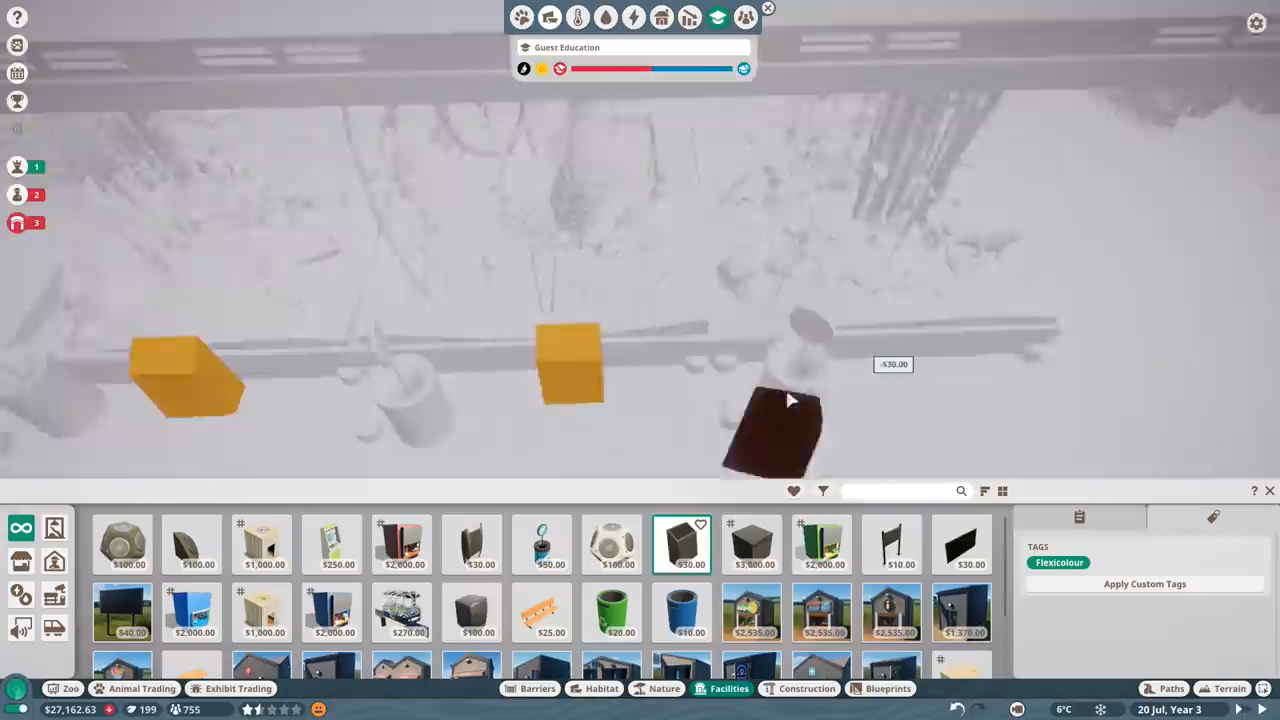 Guest Education
1
2
3
-$30.00
TAGS
Flexicolour
Apply Custom Tags
$100.00 $100.00 $1,000.00 $250.00 $2,000.00 $30.00 $50.00 $100.00 $30.00 $3,000.00 $2,000.00 $10.00 $30.00
$40.00 $2,000.00 $1,000.00 $2,000.00 $270.00 $100.00 $25.00 $20.00 $10.00 $2,535.00 $2,535.00 $2,535.00 $1,370.00
Zoo Animal Trading Exhibit Trading Barriers Habitat Nature Facilities Construction Blueprints Paths Terrain
$27,162.63 199 755 6°C 20 Jul, Year 3